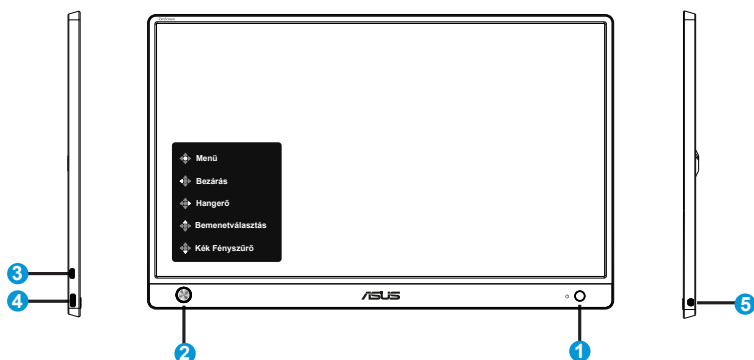 Menü
Bezárás
Hangerő
Bemenetválasztás
Kék Fényszűrő
3
4
ASUS
2
1
5